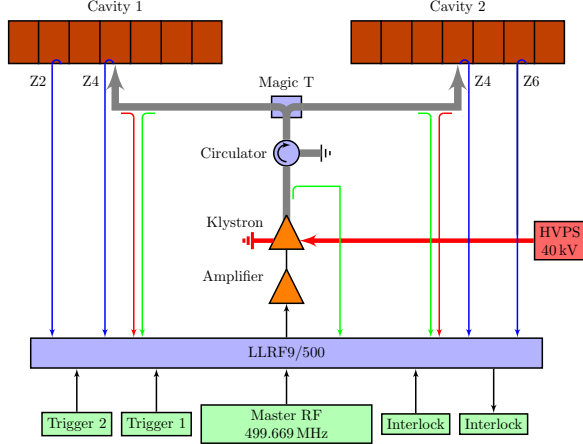 Cavity 1
Cavity 2
Z2
Z4
Magic T
Z4
Z6
Circulator
Klystron
HVPS
40 kV
Amplifier
LLRF9/500
Trigger 2
Trigger 1
Master RF
499.669 MHz
Interlock
Interlock